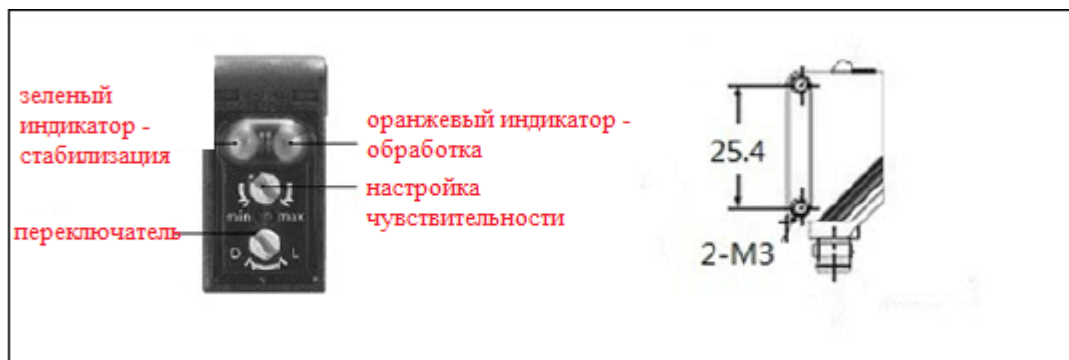 зеленый
индикатор -
стабилизация
оранжевый индикатор -
обработка
настройка
чувствительности
min max
переключатель
D L
25.4
2-M3